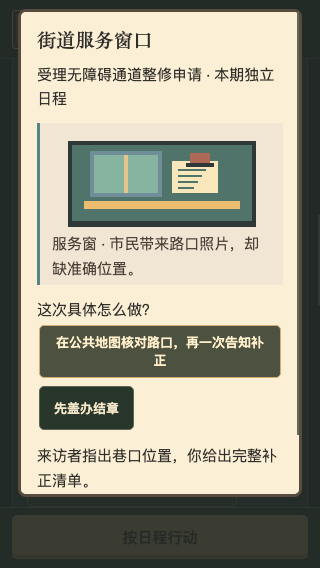 街道服务窗口
受理无障碍通道整修申请 · 本期独立
日程
服务窗 · 市民带来路口照片，却
缺准确位置。
这次具体怎么做?
在公共地图核对路口，再一次告知补
正
先盖办结章
来访者指出巷口位置，你给出完整补
正清单。
按日程行动